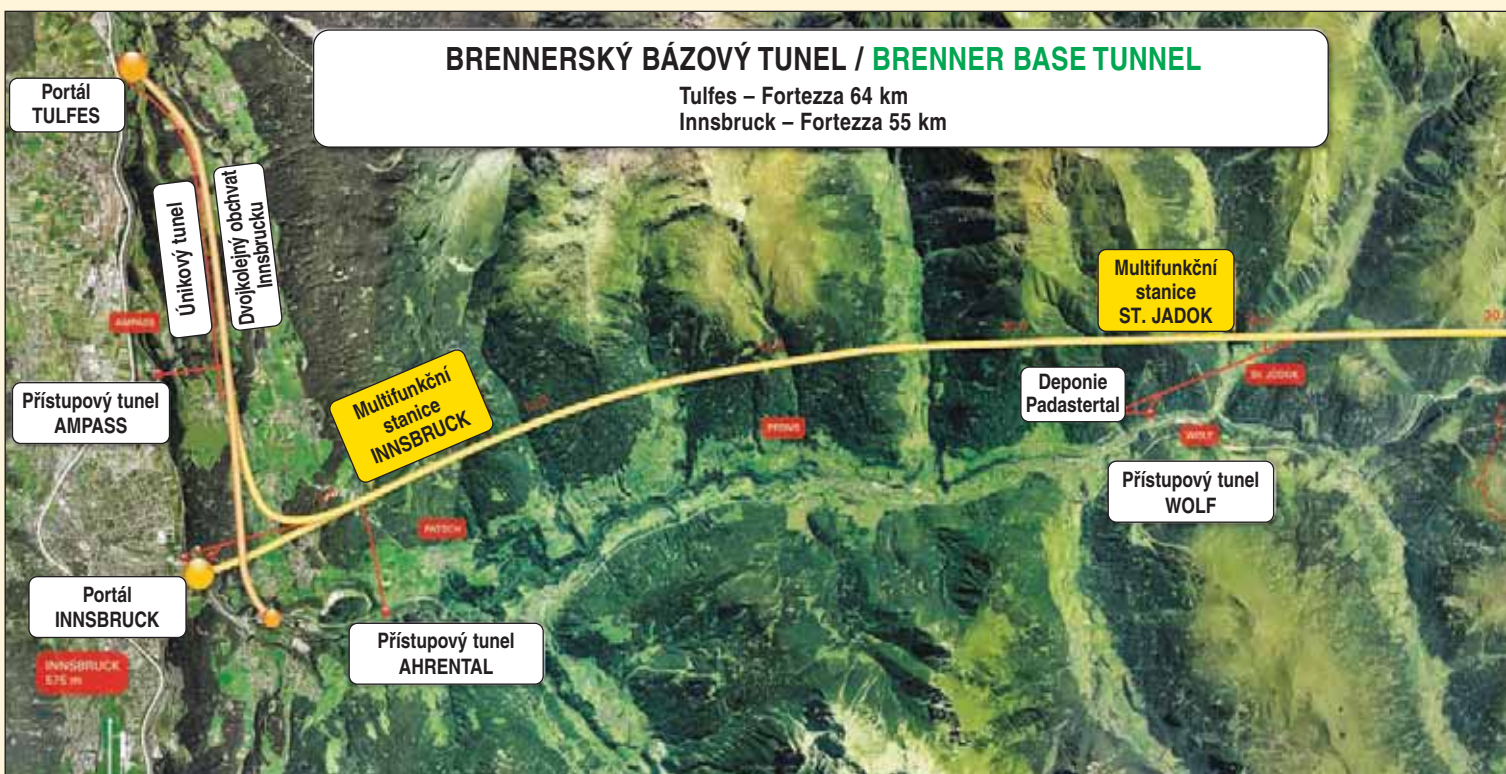 BRENNERSKÝ BÁZOVÝ TUNEL / BRENNER BASE TUNNEL
Tulfes – Fortezza 64 km
Innsbruck – Fortezza 55 km
Portál
TULFES
Únikový tunel
Dvojkolejný obchvat
Innsbrucku
AMPASS
Přístupový tunel
AMPASS
Multifunkční
stanice
INNSBRUCK
Multifunkční
stanice
ST. JADOK
Deponie
Padastertal
ST. JODOK
WOLF
Přístupový tunel
WOLF
PATSCH
Portál
INNSBRUCK
Přístupový tunel
AHRENTAL
INNSBRUCK
575 m